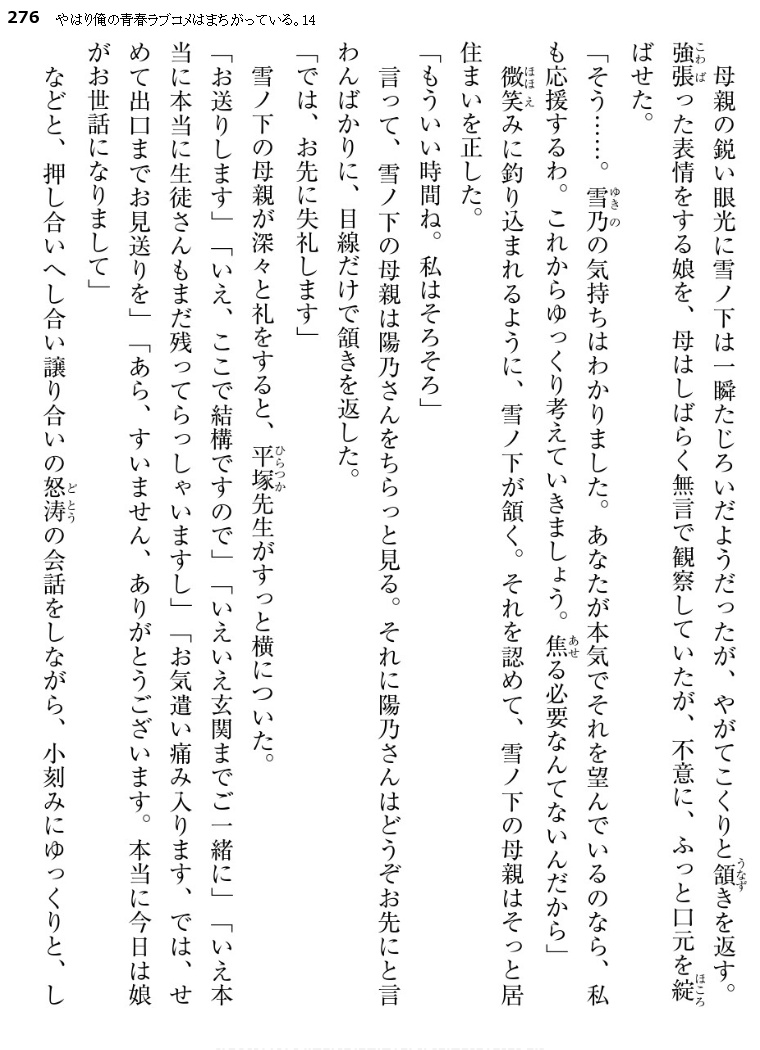 276 やはり俺の青春ラブコメはまちがっている。14
母親の鋭い眼光に雪ノ下は一瞬たじろいだようだったが、やがてこくりと頷きを返す。
強張った表情をする娘を、母はしばらく無言で観察していたが、不意に、ふっと口元を綻
ばせた。
「そう……。雪乃の気持ちはわかりました。あなたが本気でそれを望んでいるのなら、私
も応援するわ。これからゆっくり考えていきましょう。焦る必要なんてないんだから」
微笑みに釣り込まれるように、雪ノ下が頷く。それを認めて、雪ノ下の母親はそっと居
住まいを正した。
「もういい時間ね。私はそろそろ」
言って、雪ノ下の母親は陽乃さんをちらっと見る。それに陽乃さんはどうぞお先にと言
わんばかりに、目線だけで頷きを返した。
「では、お先に失礼します」
雪ノ下の母親が深々と礼をすると、平塚先生がすっと横についた。
「お送りします」「いえ、ここで結構ですので」「いえいえ玄関までご一緒に」「いえ本
当に本当に生徒さんもまだ残ってらっしゃいますし」「お気遣い痛み入ります、では、せ
めて出口までお見送りを」「あら、すいません、ありがとうございます。本当に今日は娘
がお世話になりまして」
などと、押し合いへし合い譲り合いの怒涛の会話をしながら、小刻みにゆっくりと、し